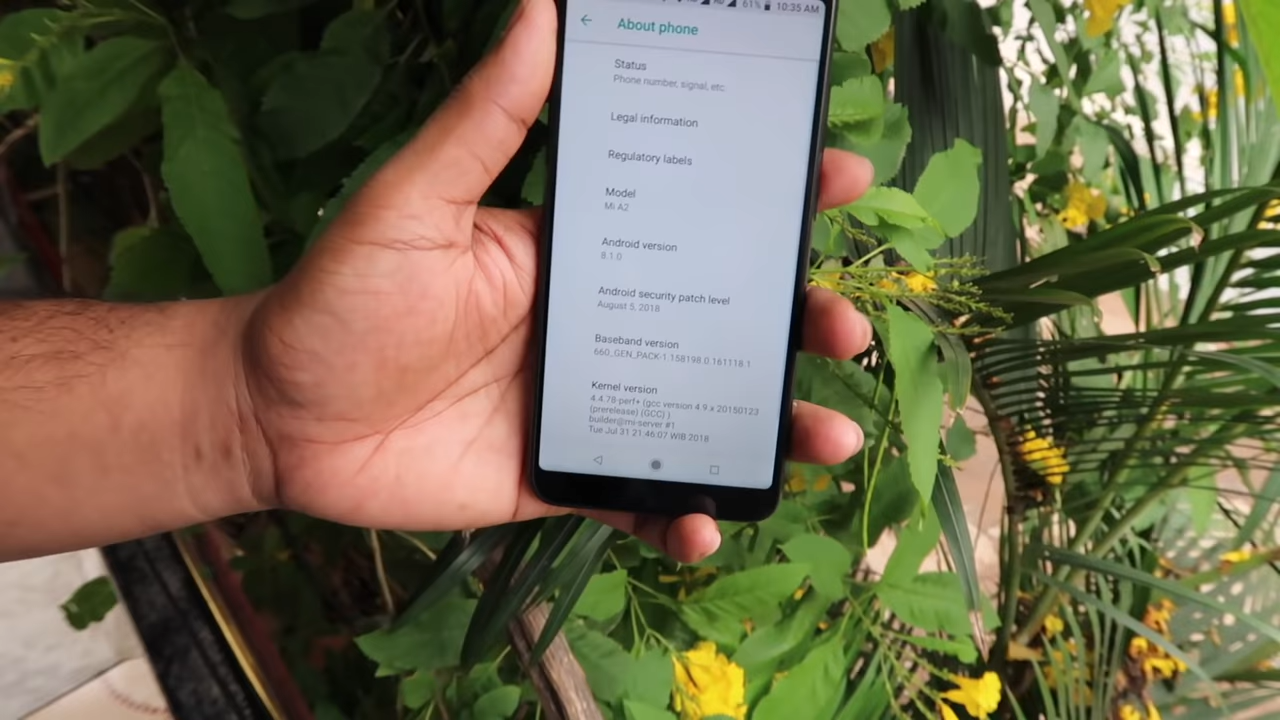 61% 10:35 AM
About phone
Status
Phone number, signal, etc
Legal information
Regulatory labels
Model
Mi A2
Android version
8.1.0
Android security patch level
August 5, 2018
Baseband version
660_GEN_PACK-1.158198.0.161118.1
Kernel version
4.4.78-perf+ (gcc version 4.9.x 20150123
(prerelease) (GCC) )
builder@mi-server #1
Tue Jul 31 21:46:07 WIB 2018